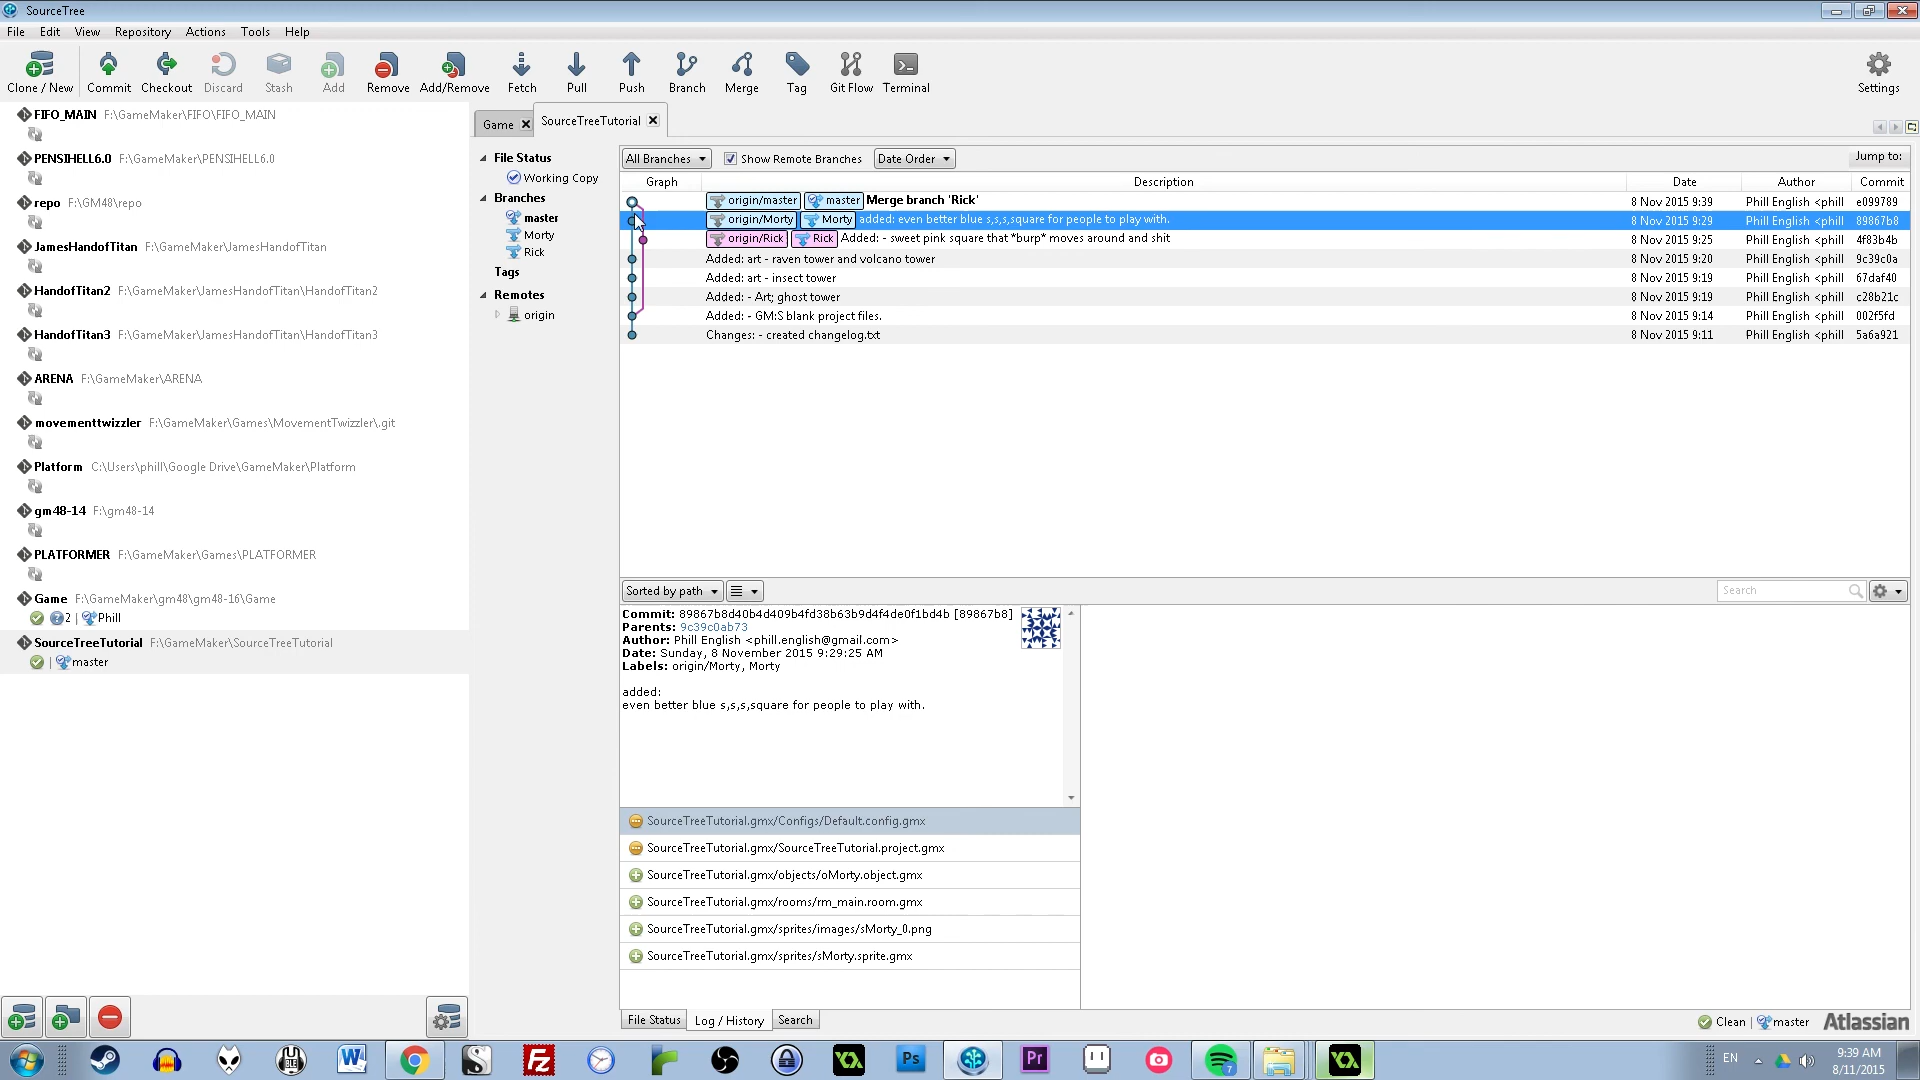 SourceTree
File Edit View Repository Actions Tools Help
Clone / New Commit Checkout Discard Stash Add Remove Add/Remove Fetch Pull Push Branch Merge Tag Git Flow Terminal Settings
FIFO_MAIN F:\GameMaker\FIFO\FIFO_MAIN
PENSIHELL6.0 F:\GameMaker\PENSIHELL6.0
repo F:\GM48\repo
JamesHandofTitan F:\GameMaker\JamesHandofTitan
HandofTitan2 F:\GameMaker\JamesHandofTitan\HandofTitan2
HandofTitan3 F:\GameMaker\JamesHandofTitan\HandofTitan3
ARENA F:\GameMaker\ARENA
movementtwizzler F:\GameMaker\Games\MovementTwizzler\.git
Platform C:\Users\phill\Google Drive\GameMaker\Platform
gm48-14 F:\gm48-14
PLATFORMER F:\GameMaker\Games\PLATFORMER
Game F:\GameMaker\gm48\gm48-16\Game
2 | Phill
SourceTreeTutorial F:\GameMaker\SourceTreeTutorial
| master
Game SourceTreeTutorial
File Status
Working Copy
Branches
master
Morty
Rick
Tags
Remotes
origin
All Branches Show Remote Branches Date Order Jump to:
Graph Description Date Author Commit
origin/master master Merge branch 'Rick' 8 Nov 2015 9:39 Phill English <phill e099789
origin/Morty Morty added: even better blue s,s,s,square for people to play with. 8 Nov 2015 9:29 Phill English <phill 89867b8
origin/Rick Rick Added: - sweet pink square that *burp* moves around and shit 8 Nov 2015 9:25 Phill English <phill 4f83b4b
Added: art - raven tower and volcano tower 8 Nov 2015 9:20 Phill English <phill 9c39c0a
Added: art - insect tower 8 Nov 2015 9:19 Phill English <phill 67daf40
Added: - Art; ghost tower 8 Nov 2015 9:19 Phill English <phill c28b21c
Added: - GM:S blank project files. 8 Nov 2015 9:14 Phill English <phill 002f5fd
Changes: - created changelog.txt 8 Nov 2015 9:11 Phill English <phill 5a6a921
Sorted by path Search
Commit: 89867b8d40b4d409b4fd38b63b9d4f4de0f1bd4b [89867b8]
Parents: 9c39c0ab73
Author: Phill English <phill.english@gmail.com>
Date: Sunday, 8 November 2015 9:29:25 AM
Labels: origin/Morty, Morty
added:
even better blue s,s,s,square for people to play with.
SourceTreeTutorial.gmx/Configs/Default.config.gmx
SourceTreeTutorial.gmx/SourceTreeTutorial.project.gmx
SourceTreeTutorial.gmx/objects/oMorty.object.gmx
SourceTreeTutorial.gmx/rooms/rm_main.room.gmx
SourceTreeTutorial.gmx/sprites/images/sMorty_0.png
SourceTreeTutorial.gmx/sprites/sMorty.sprite.gmx
File Status Log / History Search
Clean | master Atlassian
EN
9:39 AM
8/11/2015